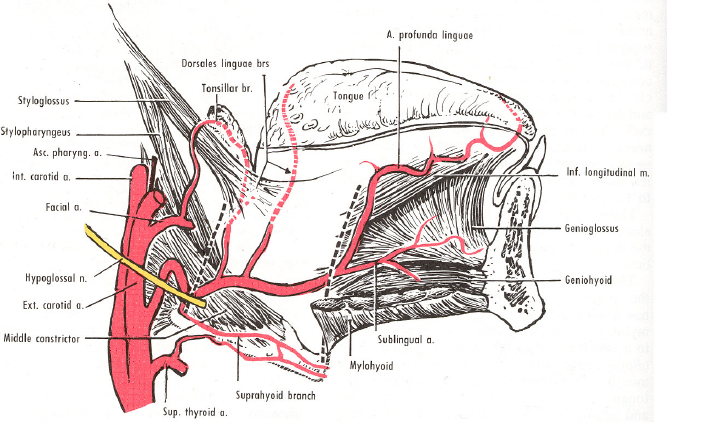 A. profunda linguae
Dorsales linguae brs
Tonsillar br.
Tongue
Styloglossus
Stylopharyngeus
Asc. pharyng. a.
Int. carotid a.
Facial a.
Inf. longitudinal m.
Genioglossus
Hypoglossal n.
Geniohyoid
Ext. carotid a.
Middle constrictor
Sublingual a.
Mylohyoid
Suprahyoid branch
Sup. thyroid a.